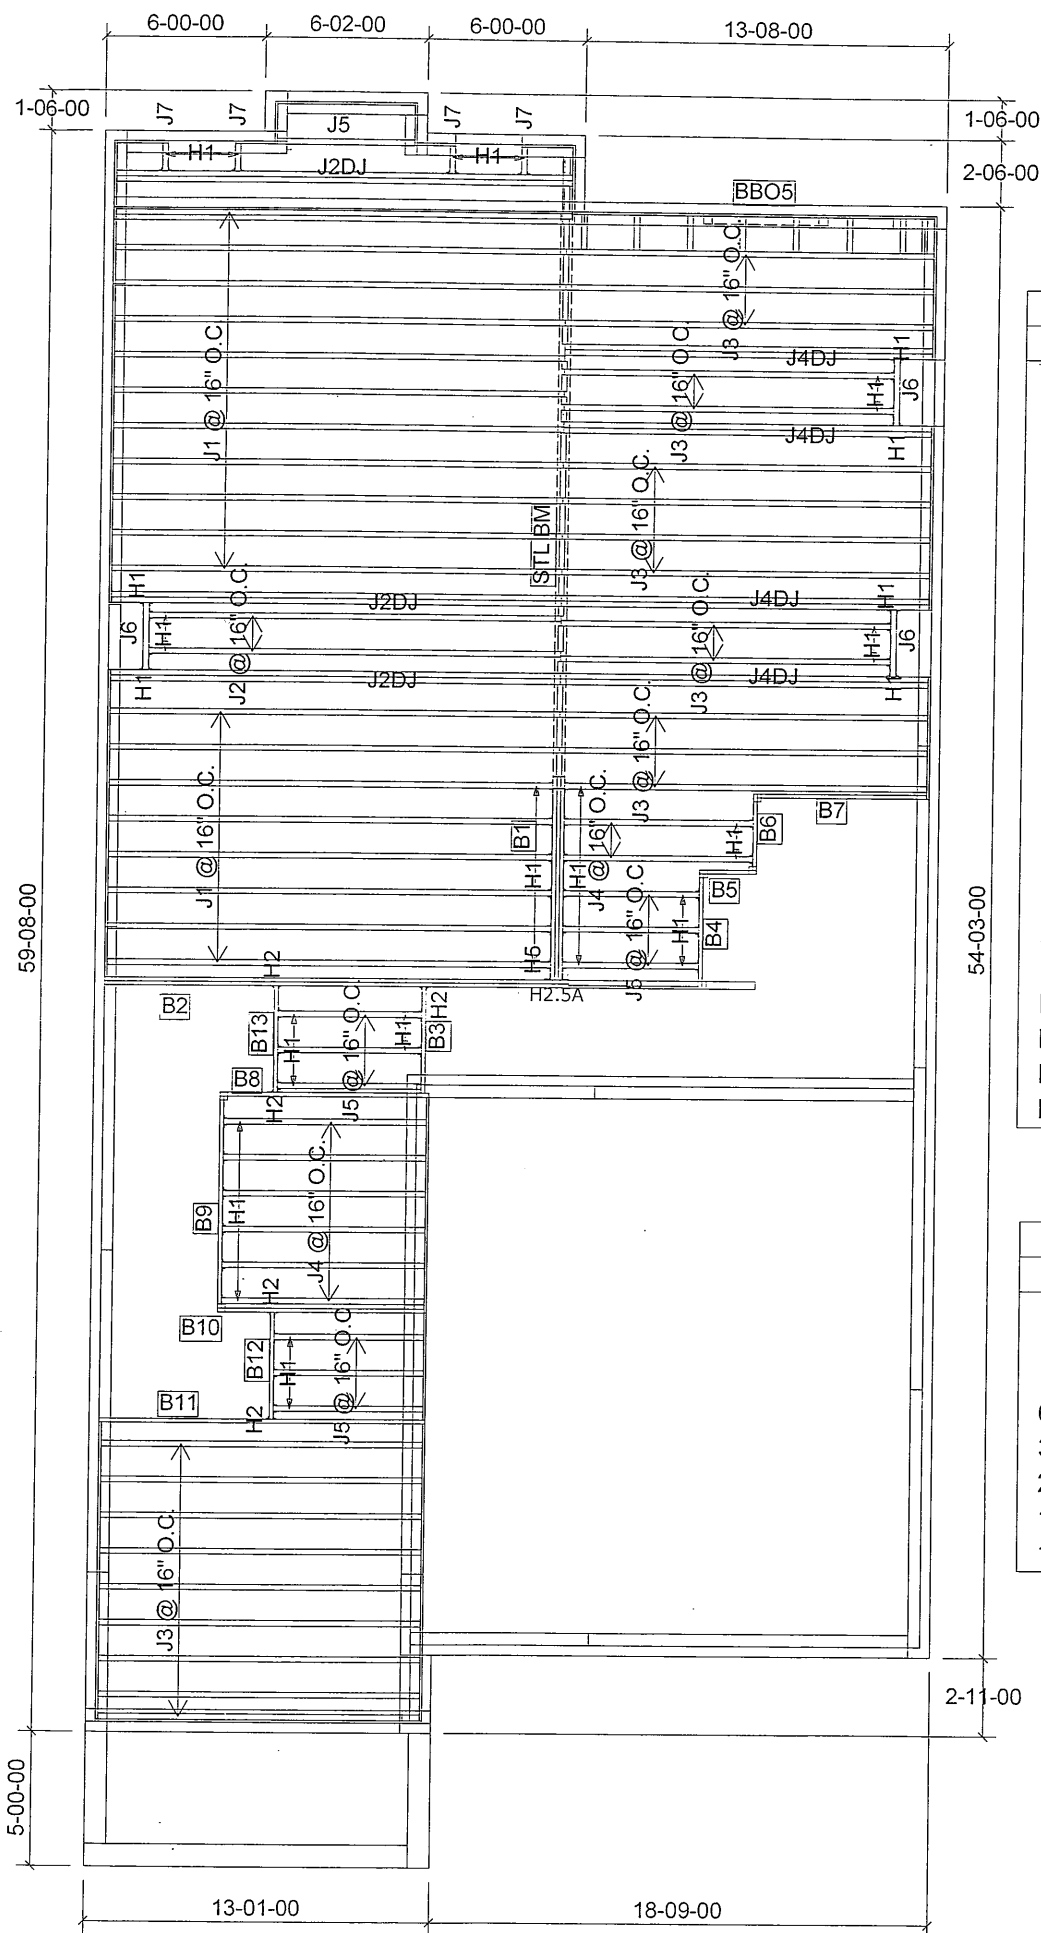 6-00-00
6-02-00
6-00-00
13-08-00
1-06-00
1-06-00
2-06-00
J7
J7
J5
J7
J7
H1
H1
J2DJ
BBO5
J1 @ 16" O.C.
J3 @ 16" O.C.
J4DJ
H1
J3 @ 16" O.C.
H1
J6
J4DJ
H1
STL BM
J3 @ 16" O.C.
H1
J2DJ
J4DJ
H1
J6
H1
J2 @ 16" O.C.
J3 @ 16" O.C.
H1
J6
H1
J2DJ
J4DJ
H1
J1 @ 16" O.C.
J3 @ 16" O.C.
B7
B1
H1
H1
J4 @ 16" O.C.
H1
B6
B5
H1
B4
J5 @ 16" O.C.
59-08-00
54-03-00
H2
H5
H2.5A
B2
B13
H1
J5 @ 16" O.C.
H1
H2
B3
B8
H2
B9
H1
J4 @ 16" O.C.
H2
B10
B12
H1
J5 @ 16" O.C.
B11
H2
J3 @ 16" O.C.
2-11-00
5-00-00
13-01-00
18-09-00